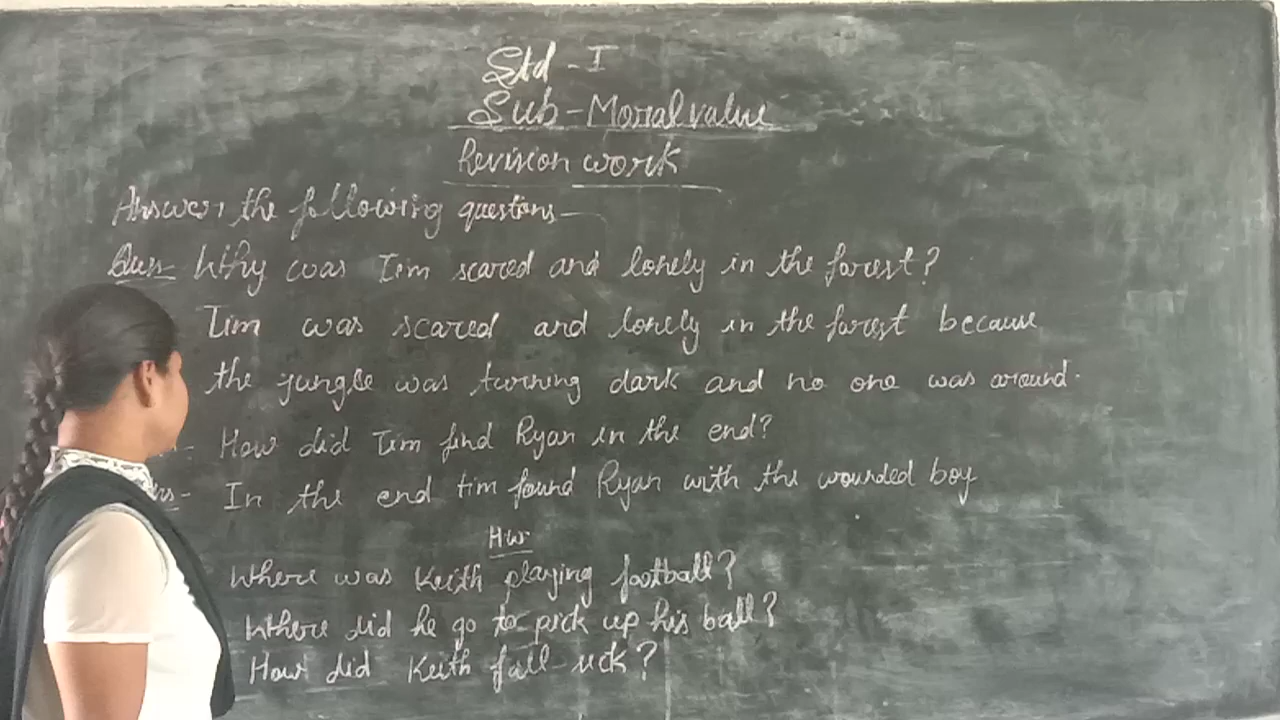 Std - I
Sub - Moral value
Revision work
Answer the following questions -
Ques - Why was Tim scared and lonely in the forest?
Tim was scared and lonely in the forest because
the jungle was turning dark and no one was around.
- How did Tim find Ryan in the end?
ns - In the end tim found Ryan with the wounded boy
H.w
Where was Keith playing football?
Where did he go to pick up his ball?
How did Keith fall sick?